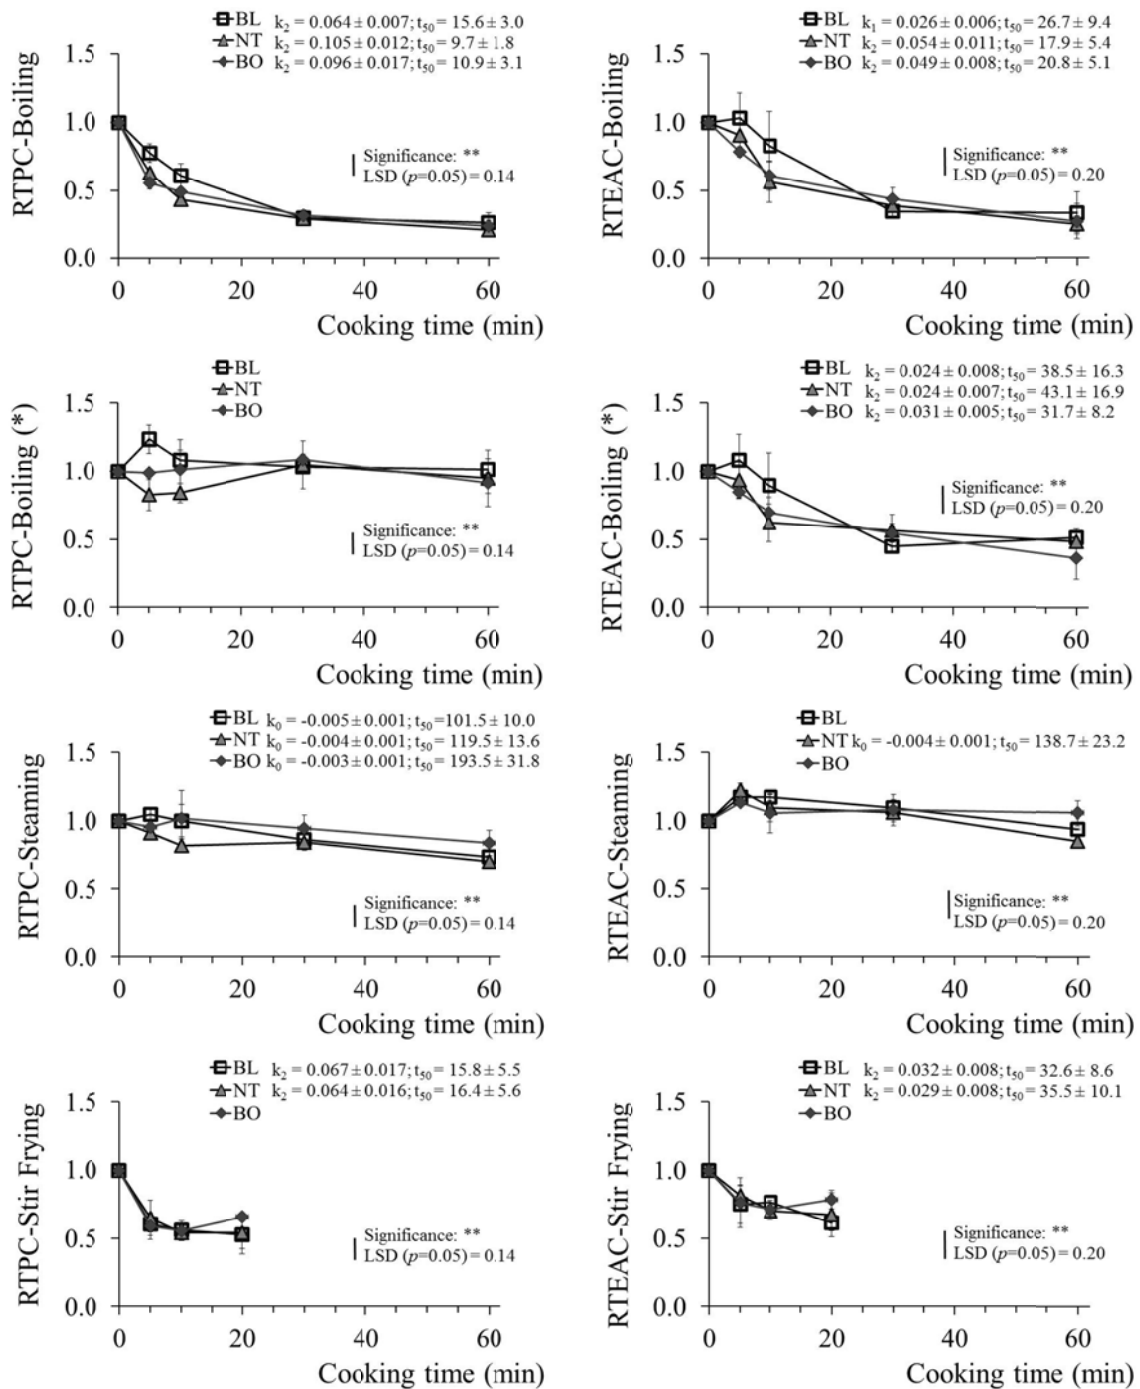 BL k₂ = 0.064 ± 0.007; t₅₀ = 15.6 ± 3.0
NT k₂ = 0.105 ± 0.012; t₅₀ = 9.7 ± 1.8
BO k₂ = 0.096 ± 0.017; t₅₀ = 10.9 ± 3.1
RTPC-Boiling
1.5
1.0
0.5
0.0
Significance: **
LSD (p=0.05) = 0.14
0 20 40 60
Cooking time (min)
BL k₁ = 0.026 ± 0.006; t₅₀ = 26.7 ± 9.4
NT k₂ = 0.054 ± 0.011; t₅₀ = 17.9 ± 5.4
BO k₂ = 0.049 ± 0.008; t₅₀ = 20.8 ± 5.1
RTEAC-Boiling
1.5
1.0
0.5
0.0
Significance: **
LSD (p=0.05) = 0.20
0 20 40 60
Cooking time (min)
BL
NT
BO
RTPC-Boiling (*)
1.5
1.0
0.5
0.0
Significance: **
LSD (p=0.05) = 0.14
0 20 40 60
Cooking time (min)
BL k₂ = 0.024 ± 0.008; t₅₀ = 38.5 ± 16.3
NT k₂ = 0.024 ± 0.007; t₅₀ = 43.1 ± 16.9
BO k₂ = 0.031 ± 0.005; t₅₀ = 31.7 ± 8.2
RTEAC-Boiling (*)
1.5
1.0
0.5
0.0
Significance: **
LSD (p=0.05) = 0.20
0 20 40 60
Cooking time (min)
BL k₀ = -0.005 ± 0.001; t₅₀ =101.5 ± 10.0
NT k₀ = -0.004 ± 0.001; t₅₀ = 119.5 ± 13.6
BO k₀ = -0.003 ± 0.001; t₅₀ = 193.5 ± 31.8
RTPC-Steaming
1.5
1.0
0.5
0.0
Significance: **
LSD (p=0.05) = 0.14
0 20 40 60
Cooking time (min)
BL
NT k₀ = -0.004 ± 0.001; t₅₀ = 138.7 ± 23.2
BO
RTEAC-Steaming
1.5
1.0
0.5
0.0
Significance: **
LSD (p=0.05) = 0.20
0 20 40 60
Cooking time (min)
BL k₂ = 0.067 ± 0.017; t₅₀ = 15.8 ± 5.5
NT k₂ = 0.064 ± 0.016; t₅₀ = 16.4 ± 5.6
BO
RTPC-Stir Frying
1.5
1.0
0.5
0.0
Significance: **
LSD (p=0.05) = 0.14
0 20 40 60
Cooking time (min)
BL k₂ = 0.032 ± 0.008; t₅₀ = 32.6 ± 8.6
NT k₂ = 0.029 ± 0.008; t₅₀ = 35.5 ± 10.1
BO
RTEAC-Stir Frying
1.5
1.0
0.5
0.0
Significance: **
LSD (p=0.05) = 0.20
0 20 40 60
Cooking time (min)